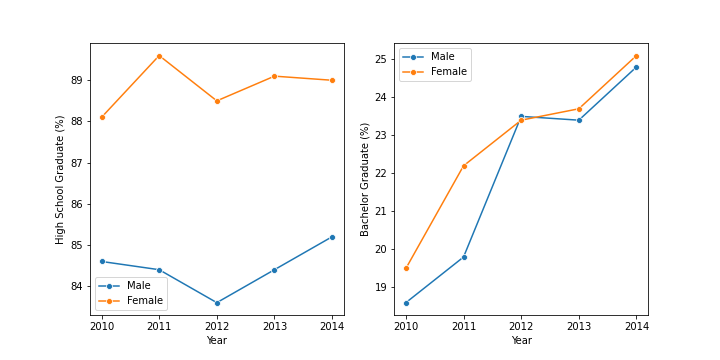 High School Graduate (%)
89
88
87
86
85
84
Male
Female
2010 2011 2012 2013 2014
Year
Bachelor Graduate (%)
25
24
23
22
21
20
19
Male
Female
2010 2011 2012 2013 2014
Year